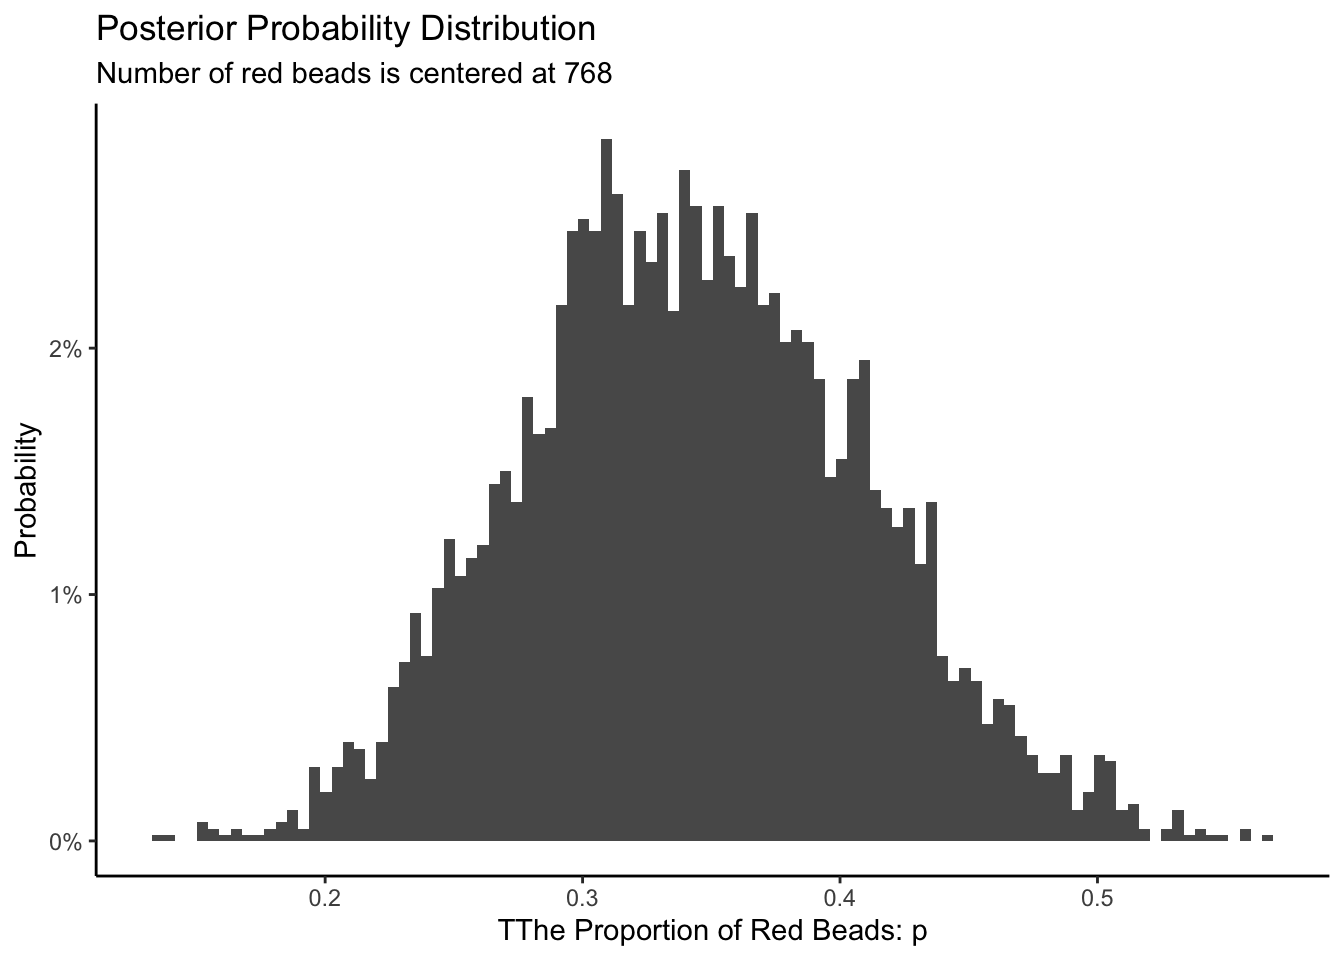 Posterior Probability Distribution
Number of red beads is centered at 768
Probability
2%
1%
0%
0.2 0.3 0.4 0.5
TThe Proportion of Red Beads: p